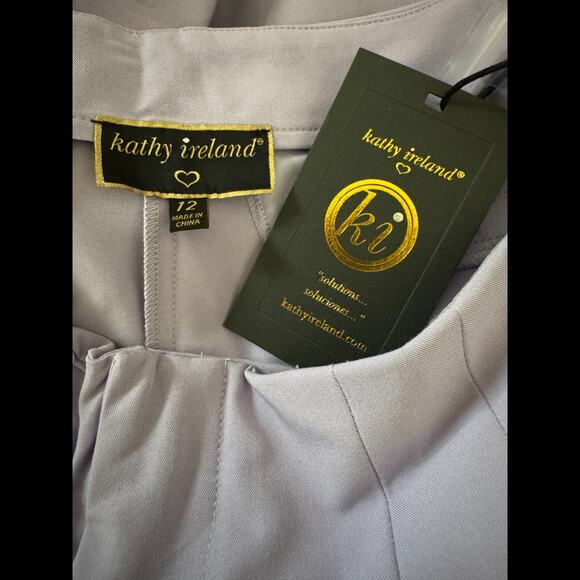 kathy ireland®
12
MADE IN
CHINA
kathy ireland®
ki
"solutions...
soluciones..."
kathyireland.com